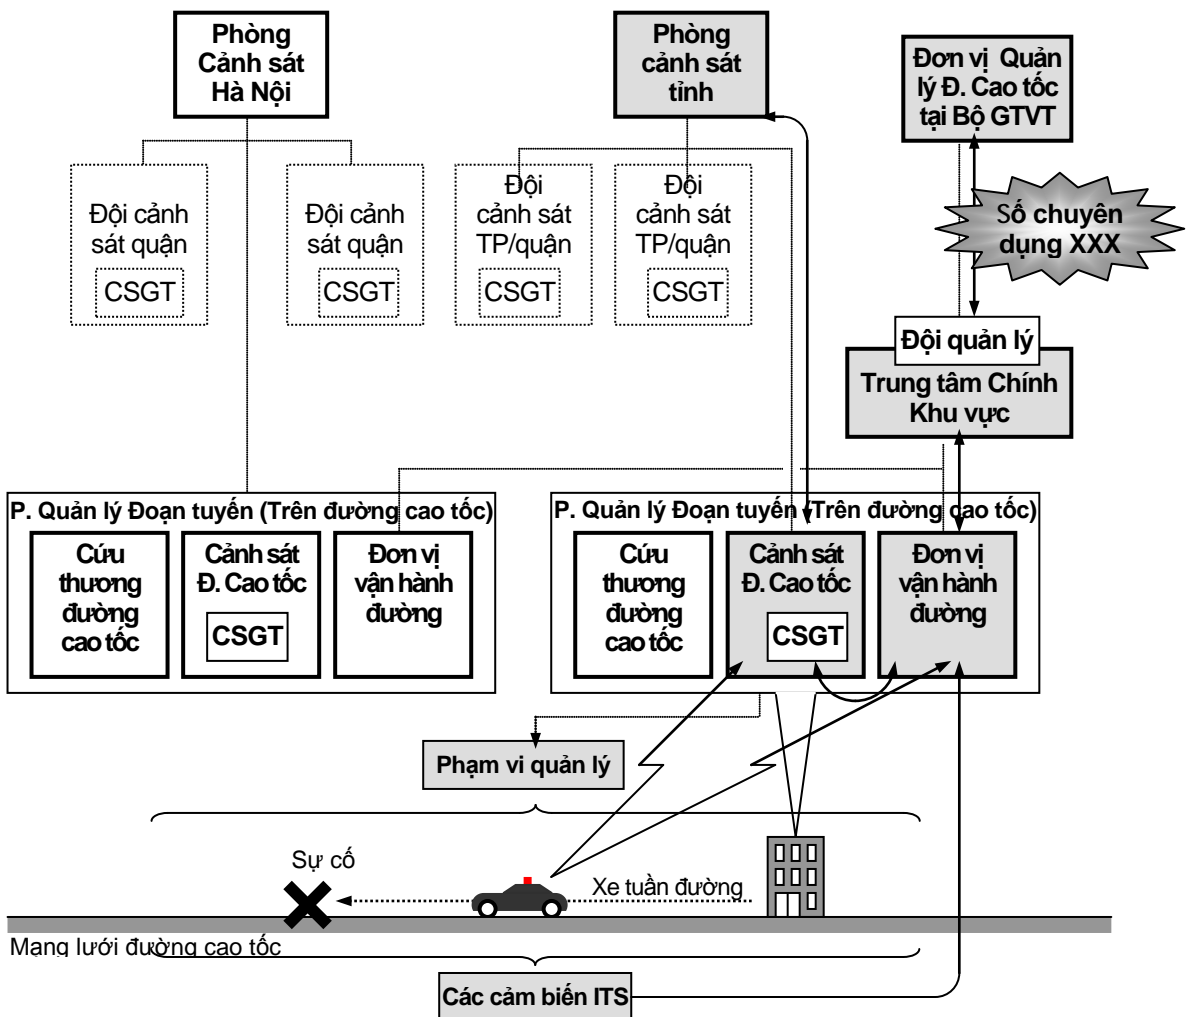 Phòng
Cảnh sát
Hà Nội
Phòng
cảnh sát
tỉnh
Đơn vị Quản
lý Đ. Cao tốc
tại Bộ GTVT
Đội cảnh
sát quận
CSGT
Đội cảnh
sát quận
CSGT
Đội
cảnh sát
TP/quận
CSGT
Đội
cảnh sát
TP/quận
CSGT
Số chuyên
dụng XXX
Đội quản lý
Trung tâm Chính
Khu vực
P. Quản lý Đoạn tuyến (Trên đường cao tốc)
Cứu
thương
đường
cao tốc
Cảnh sát
Đ. Cao tốc
CSGT
Đơn vị
vận hành
đường
P. Quản lý Đoạn tuyến (Trên đường cao tốc)
Cứu
thương
đường
cao tốc
Cảnh sát
Đ. Cao tốc
CSGT
Đơn vị
vận hành
đường
Phạm vi quản lý
Sự cố
Xe tuần đường
Mạng lưới đường cao tốc
Các cảm biến ITS